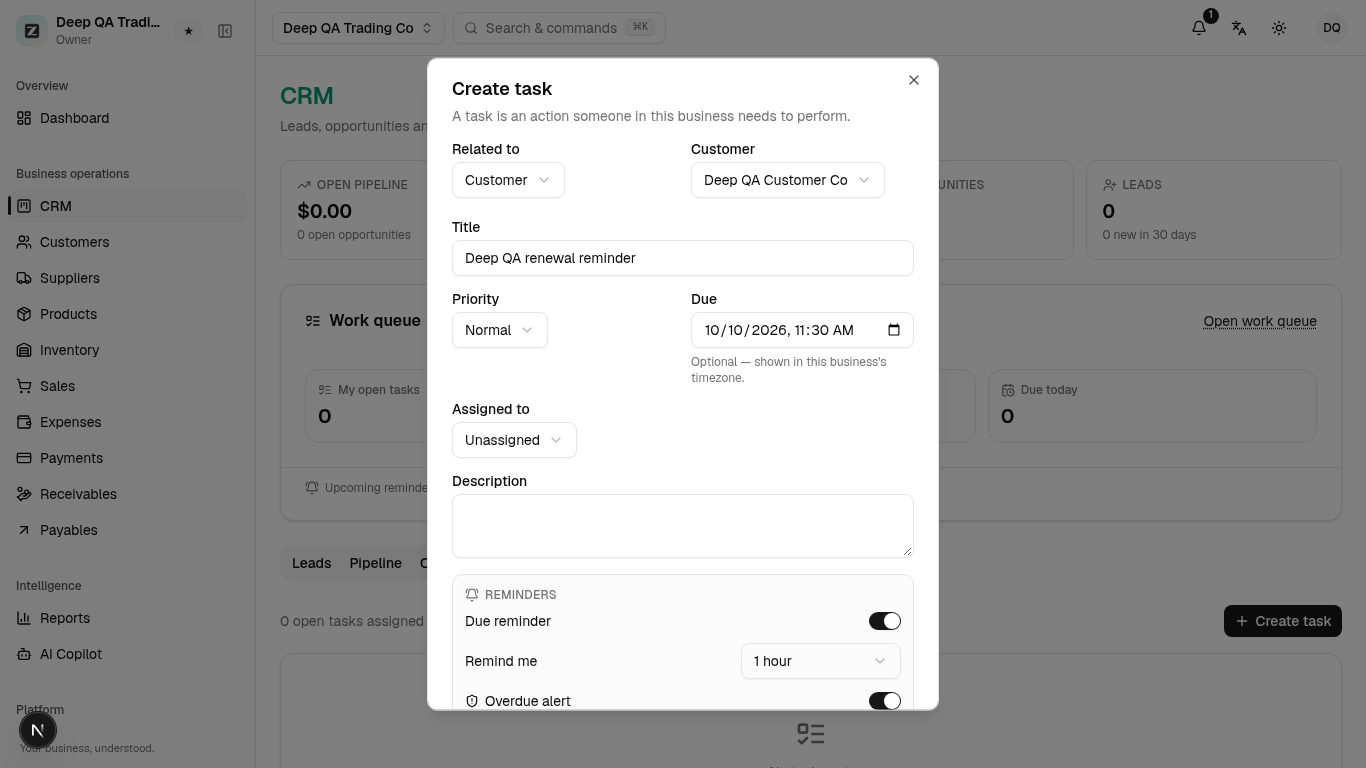 Deep QA Tradi...
Owner
Deep QA Trading Co
Search & commands
⌘K
1
DQ
Overview
Dashboard
Business operations
CRM
Customers
Suppliers
Products
Inventory
Sales
Expenses
Payments
Receivables
Payables
Intelligence
Reports
AI Copilot
Platform
N
Your business, understood.
CRM
Leads, opportunities an
OPEN PIPELINE
$0.00
0 open opportunities
UNITIES
LEADS
0
0 new in 30 days
Work queue
Open work queue
My open tasks
0
Due today
0
Upcoming reminde
Leads
Pipeline
0 open tasks assigned
Create task
Create task
A task is an action someone in this business needs to perform.
Related to
Customer
Customer
Deep QA Customer Co
Title
Deep QA renewal reminder
Priority
Due
Normal
10/10/2026, 11:30 AM
Optional — shown in this business's
timezone.
Assigned to
Unassigned
Description
REMINDERS
Due reminder
Remind me
1 hour
Overdue alert